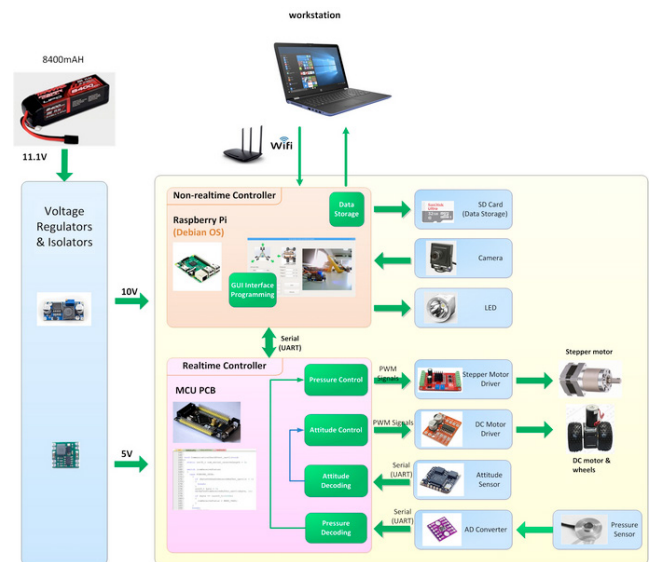 workstation
8400mAH
8400
11.1V
Wifi
Voltage
Regulators
& Isolators
10V
5V
Non-realtime Controller
Raspberry Pi
(Debian OS)
GUI Interface
Programming
Data
Storage
SD Card
(Data Storage)
Camera
LED
Serial
(UART)
Realtime Controller
MCU PCB
Pressure Control
PWM
Signals
Stepper Motor
Driver
Stepper motor
Attitude Control
PWM Signals
DC Motor
Driver
DC motor &
wheels
Attitude
Decoding
Serial
(UART)
Attitude
Sensor
Pressure
Decoding
Serial
(UART)
AD Converter
Pressure
Sensor